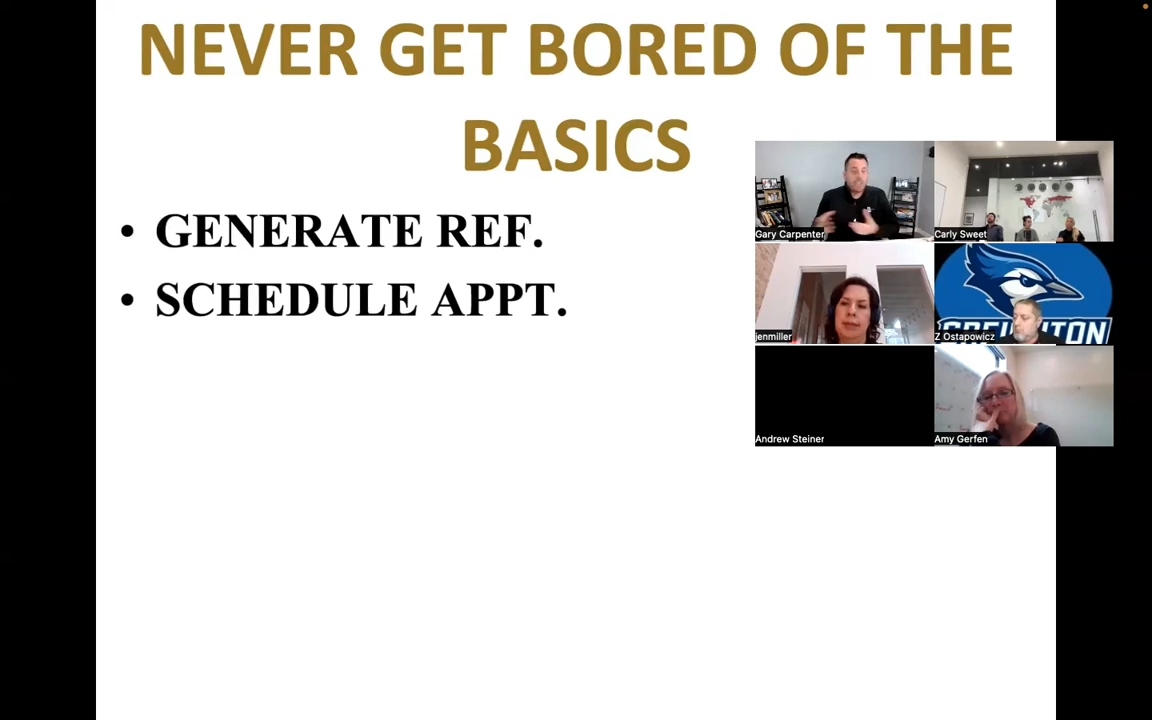 NEVER GET BORED OF THE
BASICS
• GENERATE REF.
• SCHEDULE APPT.
Gary Carpenter
Carly Sweet
jenmiller
Z Ostapowicz
CREIGHTON
Andrew Steiner
Amy Gerfen